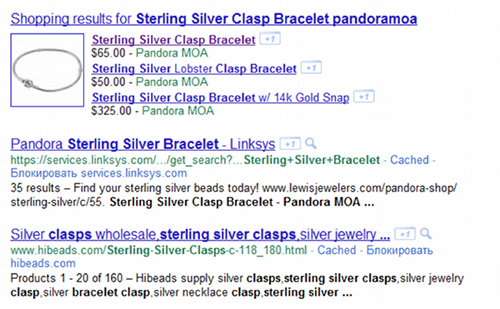 Shopping results for Sterling Silver Clasp Bracelet pandoramoa
Sterling Silver Clasp Bracelet +1
$65.00 - Pandora MOA
Sterling Silver Lobster Clasp Bracelet +1
$50.00 - Pandora MOA
Sterling Silver Clasp Bracelet w/ 14k Gold Snap +1
$325.00 - Pandora MOA
Pandora Sterling Silver Bracelet - Linksys +1
https://services.linksys.com/.../get_search?...Sterling+Silver+Bracelet - Cached -
Блокировать services.linksys.com
35 results – Find your sterling silver beads today! www.lewisjewelers.com/pandora-shop/
sterling-silver/c/55. Sterling Silver Clasp Bracelet - Pandora MOA ...
Silver clasps wholesale,sterling silver clasps,silver jewelry ... +1
www.hibeads.com/Sterling-Silver-Clasps-c-118_180.html - Cached - Блокировать
hibeads.com
Products 1 - 20 of 160 – Hibeads supply silver clasps,sterling silver clasps,silver jewelry
clasp,silver bracelet clasp,silver necklace clasp,sterling silver ...